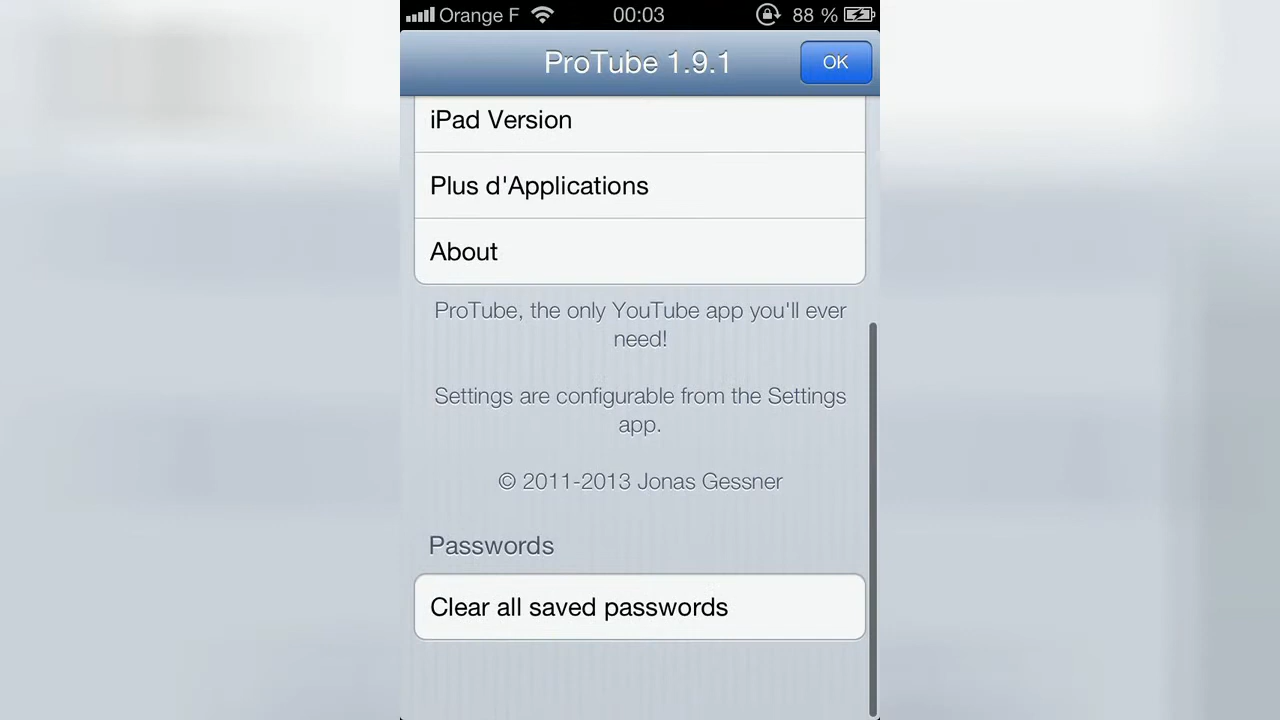 Orange F 00:03 88 %
ProTube 1.9.1 OK
iPad Version
Plus d'Applications
About
ProTube, the only YouTube app you'll ever
need!
Settings are configurable from the Settings
app.
© 2011-2013 Jonas Gessner
Passwords
Clear all saved passwords